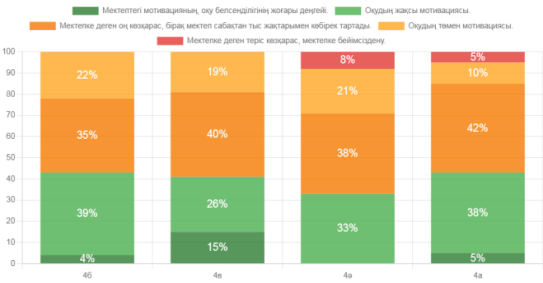 Мектептегі мотивацияның, оқу белсенділігінің жоғары деңгейі. Оқудың жақсы мотивациясы.
Мектепке деген оң көзқарас, бірақ мектеп сабақтан тыс жақтарымен көбірек тартады. Оқудың төмен мотивациясы.
Мектепке деген теріс көзқарас, мектепке бейімсіздену.
100
90
80
70
60
50
40
30
20
10
0
22% 19% 8% 5%
21% 10%
35% 40% 38% 42%
39% 26% 33% 38%
4% 15% 5%
4б 4в 4ә 4а